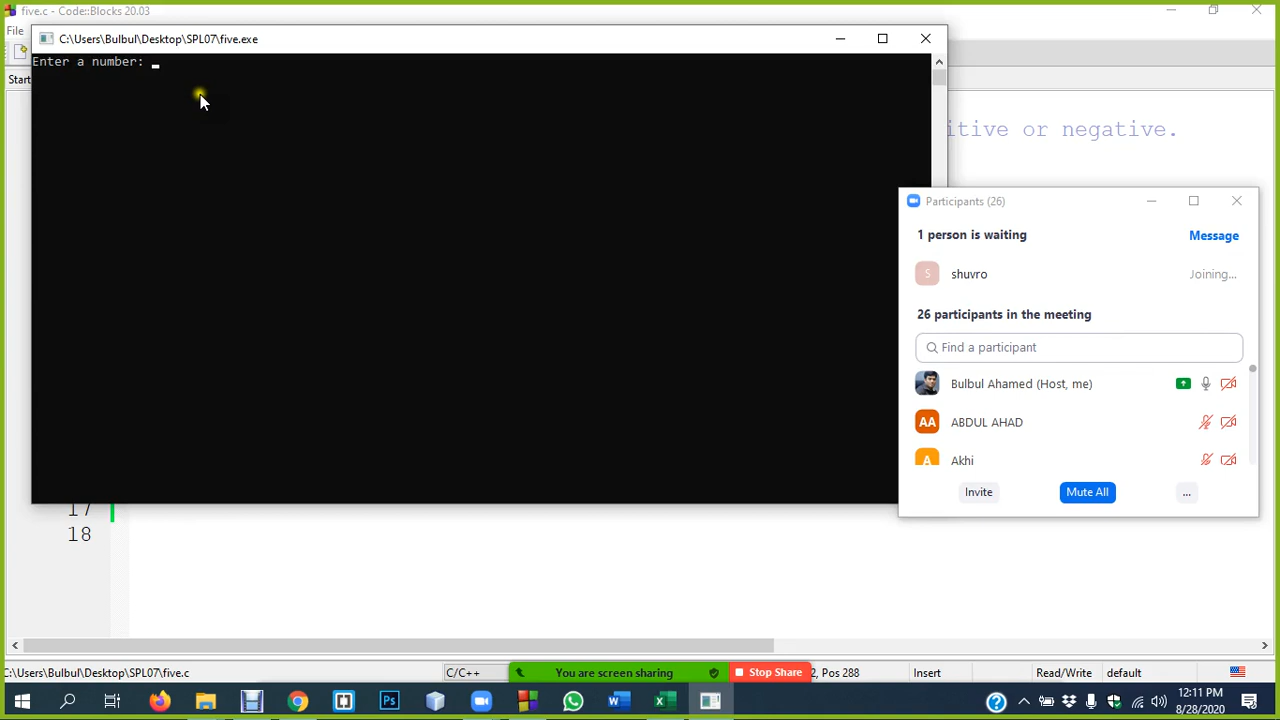 five.c - Code::Blocks 20.03
File
Start
C:\Users\Bulbul\Desktop\SPL07\five.exe
Enter a number: _
itive or negative.
Participants (26)
1 person is waiting
Message
S
shuvro
Joining...
26 participants in the meeting
Find a participant
Bulbul Ahamed (Host, me)
AA
ABDUL AHAD
A
Akhi
Invite
Mute All
...
17
18
C:\Users\Bulbul\Desktop\SPL07\five.c
C/C++
You are screen sharing
Stop Share
2, Pos 288
Insert
Read/Write
default
Ps
12:11 PM
8/28/2020